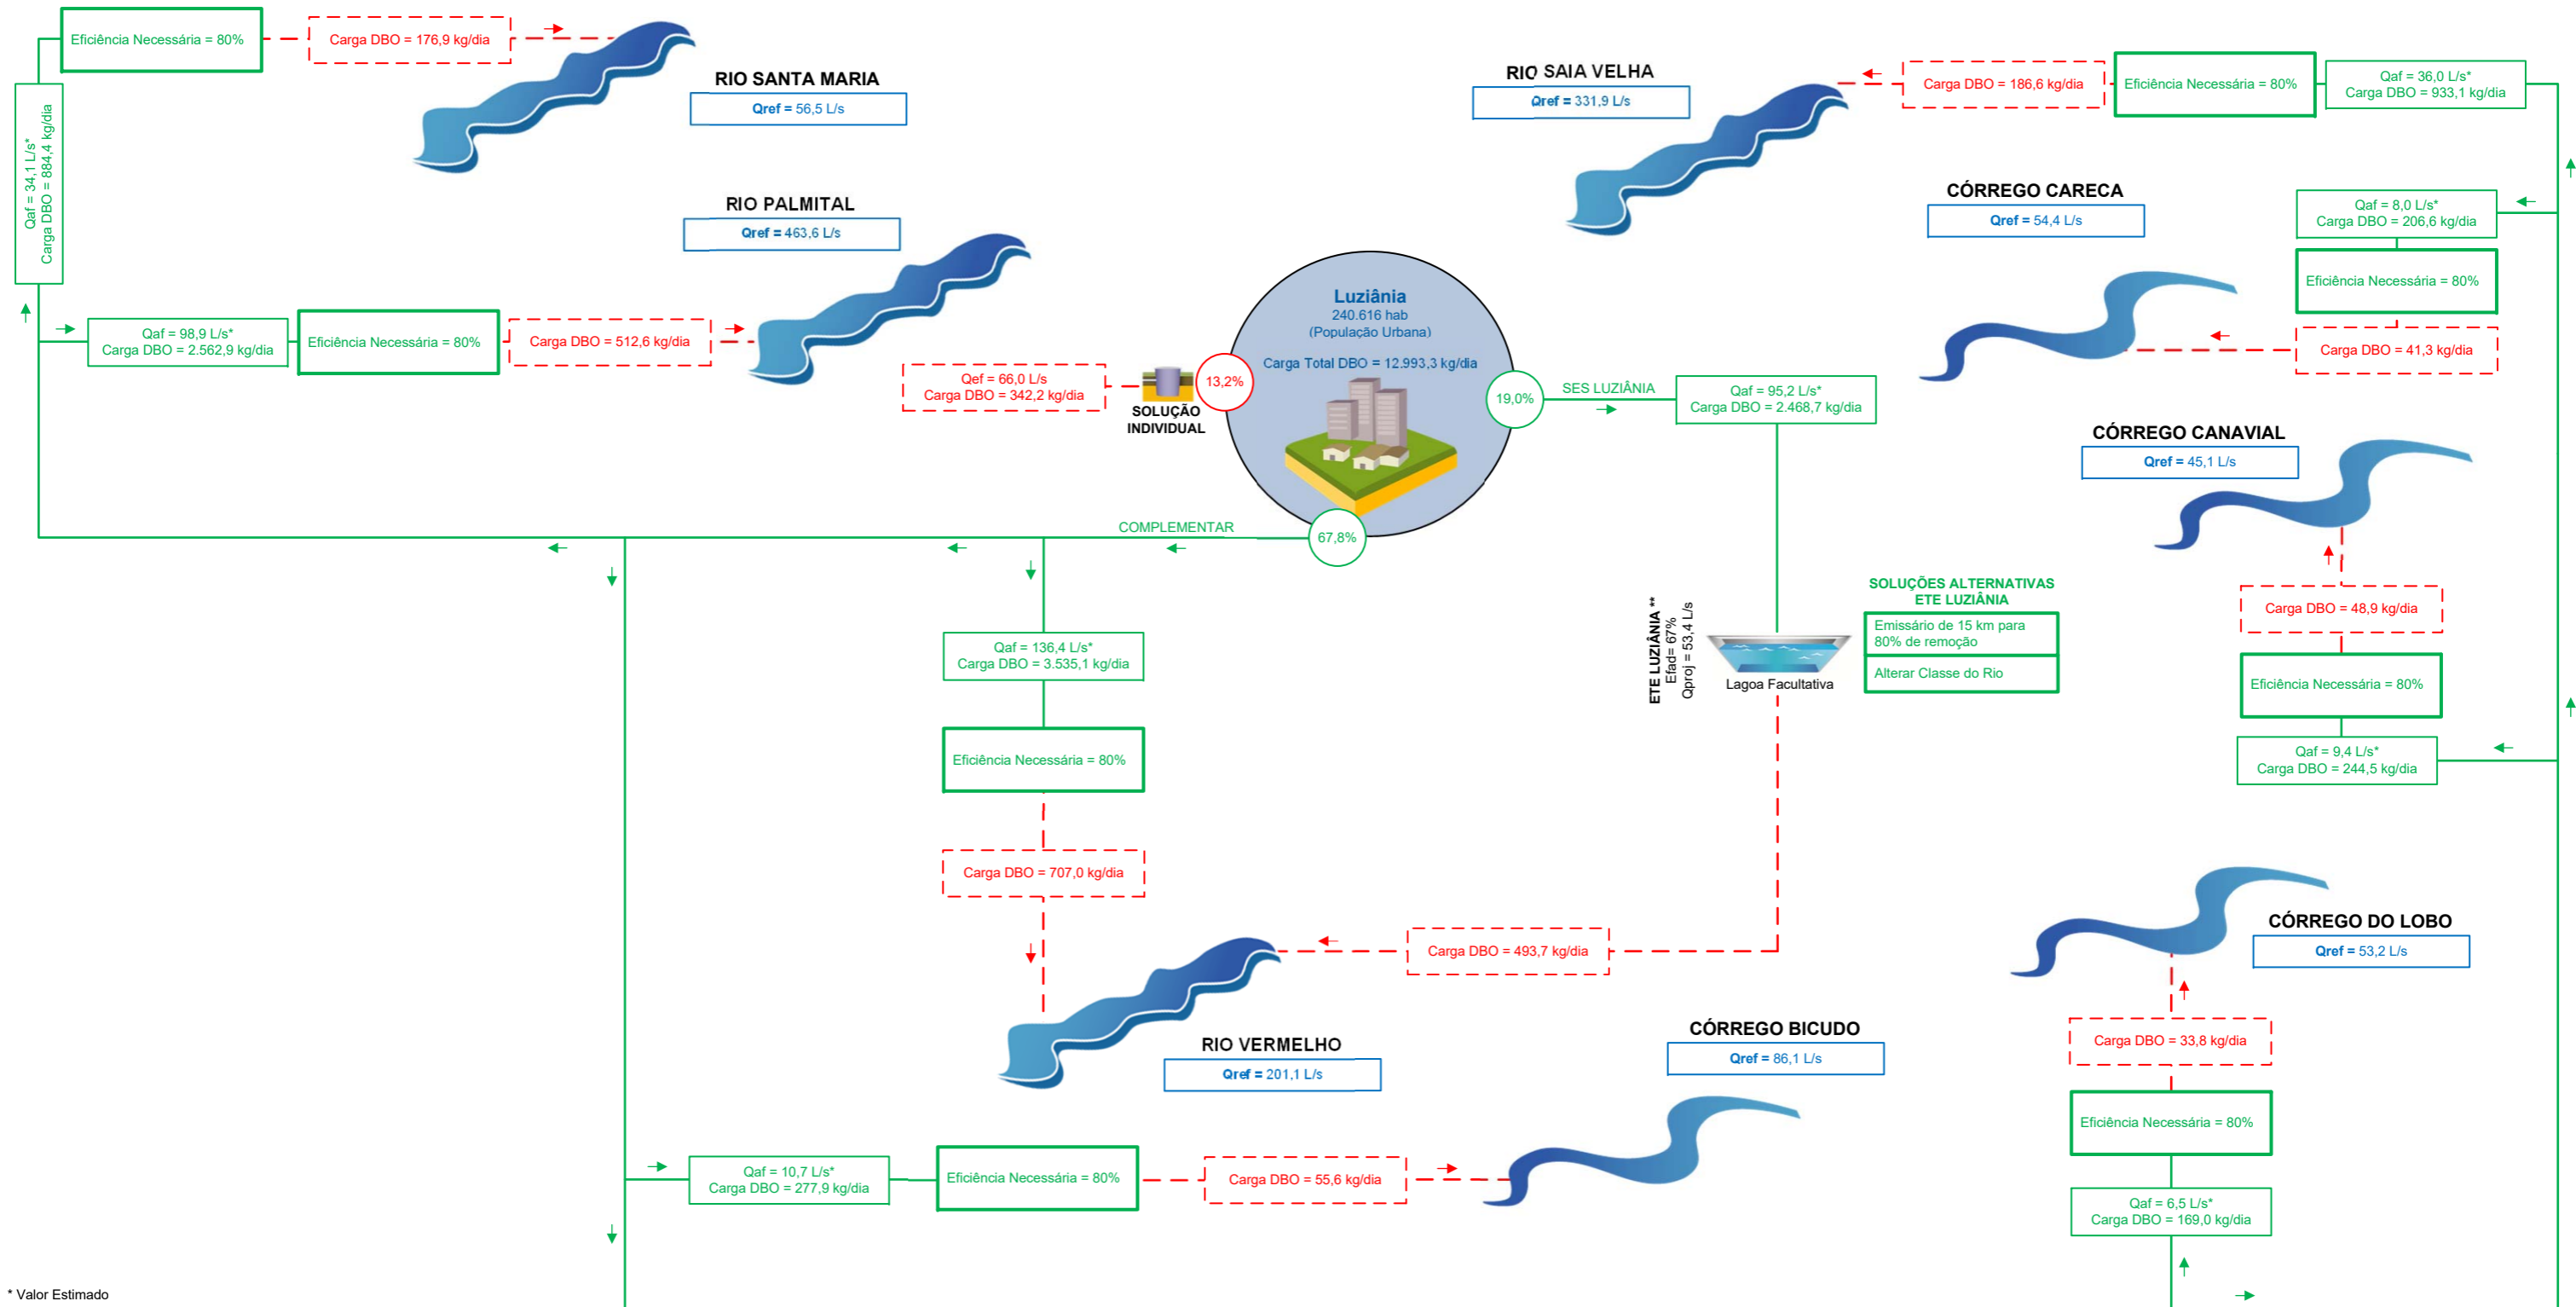 Eficiência Necessária = 80%
Carga DBO = 176,9 kg/dia
RIO SANTA MARIA
Qref = 56,5 L/s
Qaf = 34,1 L/s*
Carga DBO = 884,4 kg/dia
RIO PALMITAL
Qref = 463,6 L/s
Qaf = 98,9 L/s*
Carga DBO = 2.562,9 kg/dia
Eficiência Necessária = 80%
Carga DBO = 512,6 kg/dia
Qef = 66,0 L/s
Carga DBO = 342,2 kg/dia
SOLUÇÃO
INDIVIDUAL
13,2%
Luziânia
240.616 hab
(População Urbana)
Carga Total DBO = 12.993,3 kg/dia
19,0%
SES LUZIÂNIA
Qaf = 95,2 L/s*
Carga DBO = 2.468,7 kg/dia
67,8%
COMPLEMENTAR
RIO SAIA VELHA
Qref = 331,9 L/s
Carga DBO = 186,6 kg/dia
Eficiência Necessária = 80%
Qaf = 36,0 L/s*
Carga DBO = 933,1 kg/dia
CÓRREGO CARECA
Qref = 54,4 L/s
Qaf = 8,0 L/s*
Carga DBO = 206,6 kg/dia
Eficiência Necessária = 80%
Carga DBO = 41,3 kg/dia
CÓRREGO CANAVIAL
Qref = 45,1 L/s
Carga DBO = 48,9 kg/dia
Eficiência Necessária = 80%
Qaf = 9,4 L/s*
Carga DBO = 244,5 kg/dia
ETE LUZIÂNIA **
Efad= 67%
Qproj = 53,4 L/s
Lagoa Facultativa
SOLUÇÕES ALTERNATIVAS
ETE LUZIÂNIA
Emissário de 15 km para
80% de remoção
Alterar Classe do Rio
Qaf = 136,4 L/s*
Carga DBO = 3.535,1 kg/dia
Eficiência Necessária = 80%
Carga DBO = 707,0 kg/dia
Carga DBO = 493,7 kg/dia
RIO VERMELHO
Qref = 201,1 L/s
CÓRREGO BICUDO
Qref = 86,1 L/s
Qaf = 10,7 L/s*
Carga DBO = 277,9 kg/dia
Eficiência Necessária = 80%
Carga DBO = 55,6 kg/dia
CÓRREGO DO LOBO
Qref = 53,2 L/s
Carga DBO = 33,8 kg/dia
Eficiência Necessária = 80%
Qaf = 6,5 L/s*
Carga DBO = 169,0 kg/dia
* Valor Estimado